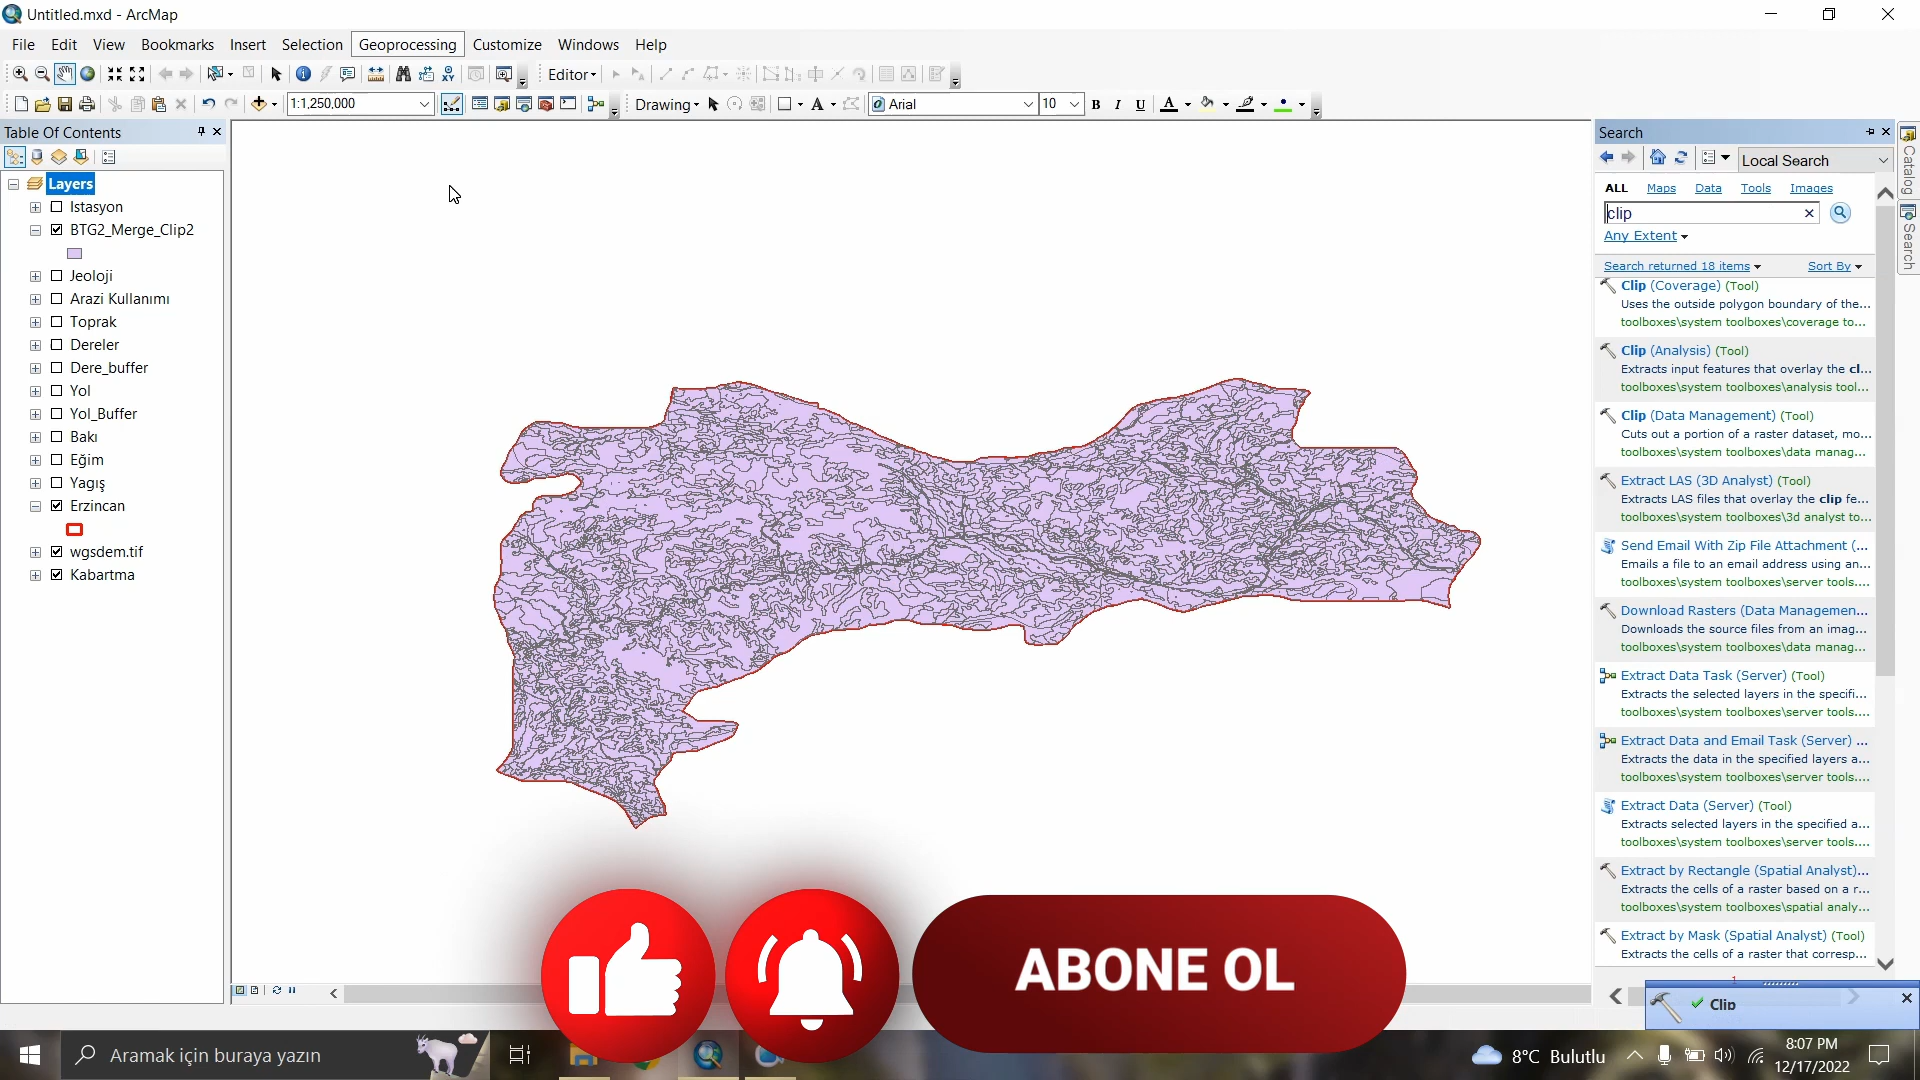 Untitled.mxd - ArcMap
File Edit View Bookmarks Insert Selection Geoprocessing Customize Windows Help
Editor
1:1,250,000
Drawing
Arial
10
B I U A
Table Of Contents
Layers
Istasyon
BTG2_Merge_Clip2
Jeoloji
Arazi Kullanımı
Toprak
Dereler
Dere_buffer
Yol
Yol_Buffer
Bakı
Eğim
Yagış
Erzincan
wgsdem.tif
Kabartma
Search
Local Search
ALL Maps Data Tools Images
clip
Any Extent
Search returned 18 items Sort By
Clip (Coverage) (Tool)
Uses the outside polygon boundary of the...
toolboxes\system toolboxes\coverage to...
Clip (Analysis) (Tool)
Extracts input features that overlay the cl...
toolboxes\system toolboxes\analysis tool...
Clip (Data Management) (Tool)
Cuts out a portion of a raster dataset, mo...
toolboxes\system toolboxes\data manag...
Extract LAS (3D Analyst) (Tool)
Extracts LAS files that overlay the clip fe...
toolboxes\system toolboxes\3d analyst to...
Send Email With Zip File Attachment (...
Emails a file to an email address using an...
toolboxes\system toolboxes\server tools....
Download Rasters (Data Managemen...
Downloads the source files from an imag...
toolboxes\system toolboxes\data manag...
Extract Data Task (Server) (Tool)
Extracts the selected layers in the specifi...
toolboxes\system toolboxes\server tools....
Extract Data and Email Task (Server) ...
Extracts the data in the specified layers a...
toolboxes\system toolboxes\server tools....
Extract Data (Server) (Tool)
Extracts selected layers in the specified a...
toolboxes\system toolboxes\server tools....
Extract by Rectangle (Spatial Analyst)...
Extracts the cells of a raster based on a r...
toolboxes\system toolboxes\spatial analy...
Extract by Mask (Spatial Analyst) (Tool)
Extracts the cells of a raster that corresp...
Catalog
Search
Clip
ABONE OL
Aramak için buraya yazın
8°C Bulutlu
8:07 PM
12/17/2022